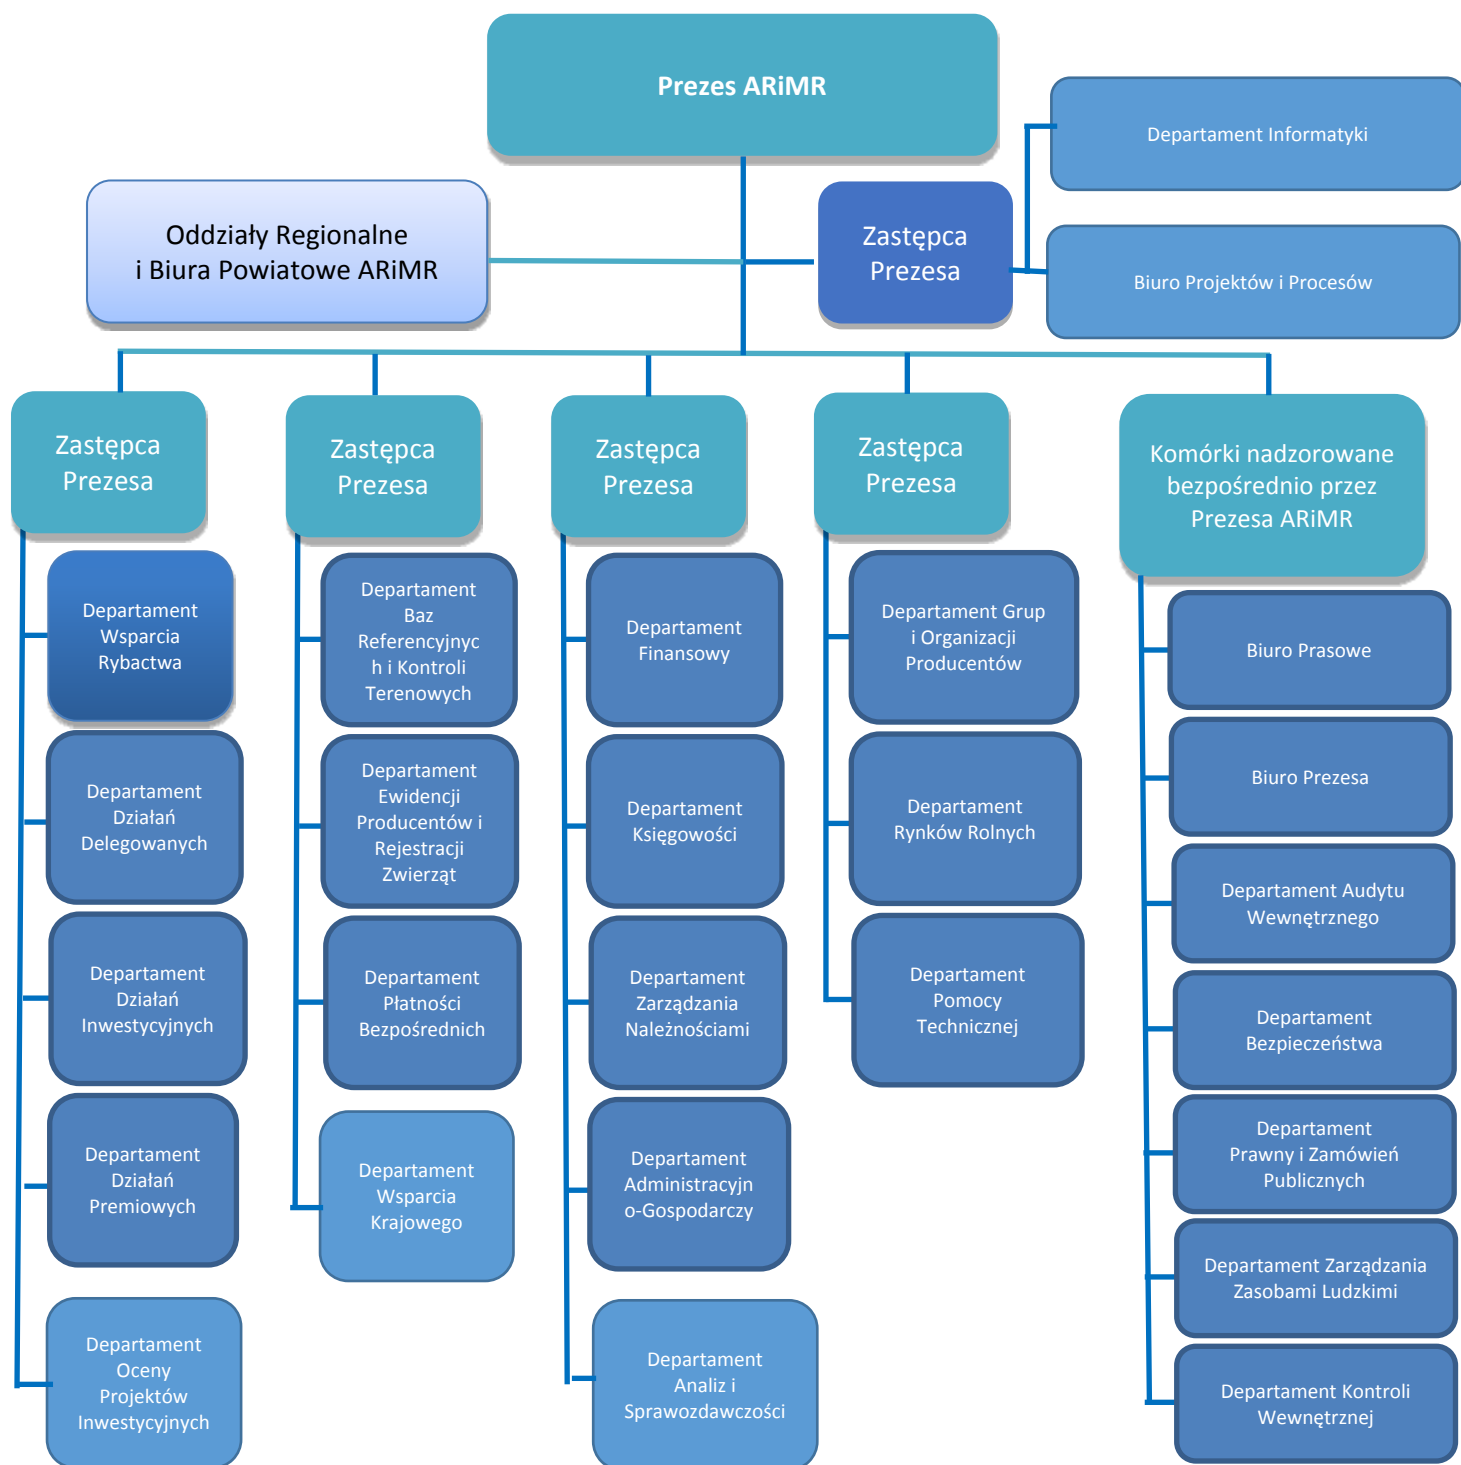 Prezes ARiMR
Departament Informatyki
Oddziały Regionalne
i Biura Powiatowe ARiMR
Zastępca
Prezesa
Biuro Projektów i Procesów
Zastępca
Prezesa
Departament
Wsparcia
Rybactwa
Departament
Działań
Delegowanych
Departament
Działań
Inwestycyjnych
Departament
Działań
Premiowych
Departament
Oceny
Projektów
Inwestycyjnych
Zastępca
Prezesa
Departament
Baz
Referencyjnyc
h i Kontroli
Terenowych
Departament
Ewidencji
Producentów i
Rejestracji
Zwierząt
Departament
Płatności
Bezpośrednich
Departament
Wsparcia
Krajowego
Zastępca
Prezesa
Departament
Finansowy
Departament
Księgowości
Departament
Zarządzania
Należnościami
Departament
Administracyjn
o-Gospodarczy
Departament
Analiz i
Sprawozdawczości
Zastępca
Prezesa
Departament Grup
i Organizacji
Producentów
Departament
Rynków Rolnych
Departament
Pomocy
Technicznej
Komórki nadzorowane
bezpośrednio przez
Prezesa ARiMR
Biuro Prasowe
Biuro Prezesa
Departament Audytu
Wewnętrznego
Departament
Bezpieczeństwa
Departament
Prawny i Zamówień
Publicznych
Departament Zarządzania
Zasobami Ludzkimi
Departament Kontroli
Wewnętrznej